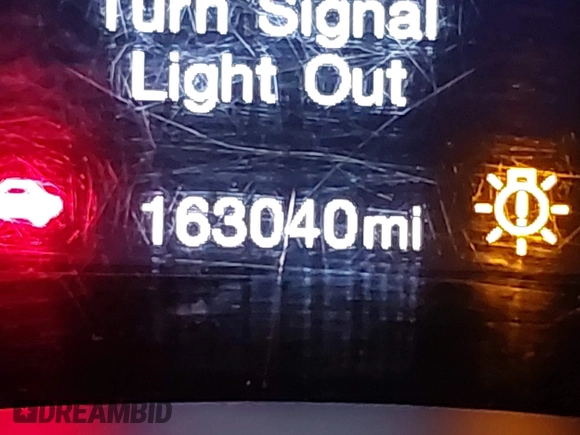 Turn Signal
Light Out
163040mi
DREAMBID